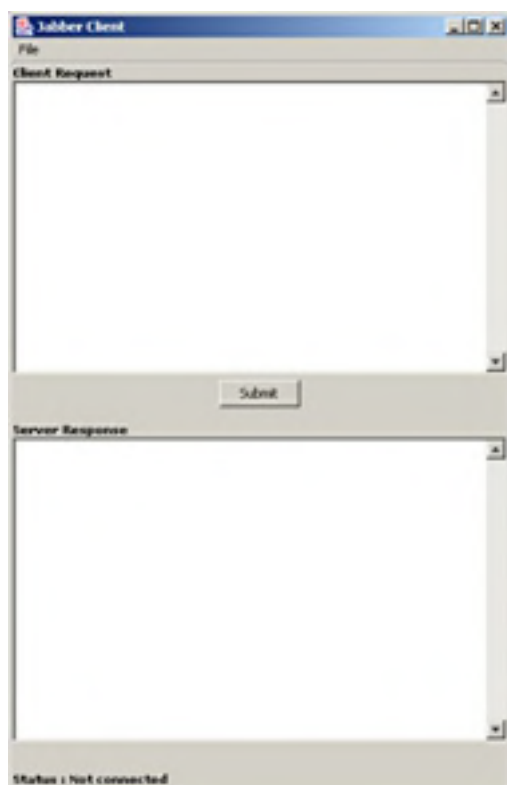 Jabber Client
File
Client Request
Submit
Server Response
Status : Not connected